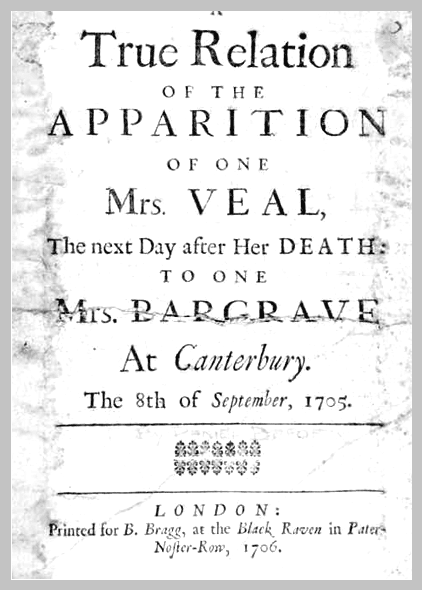 A
True Relation
OF THE
APPARITION
OF ONE
Mrs. VEAL,
The next Day after Her DEATH:
TO ONE
Mrs. BARGRAVE
At Canterbury.
The 8th of September, 1705.
LONDON:
Printed for B. Bragg, at the Black Raven in Pater-
Noſter-Row, 1706.